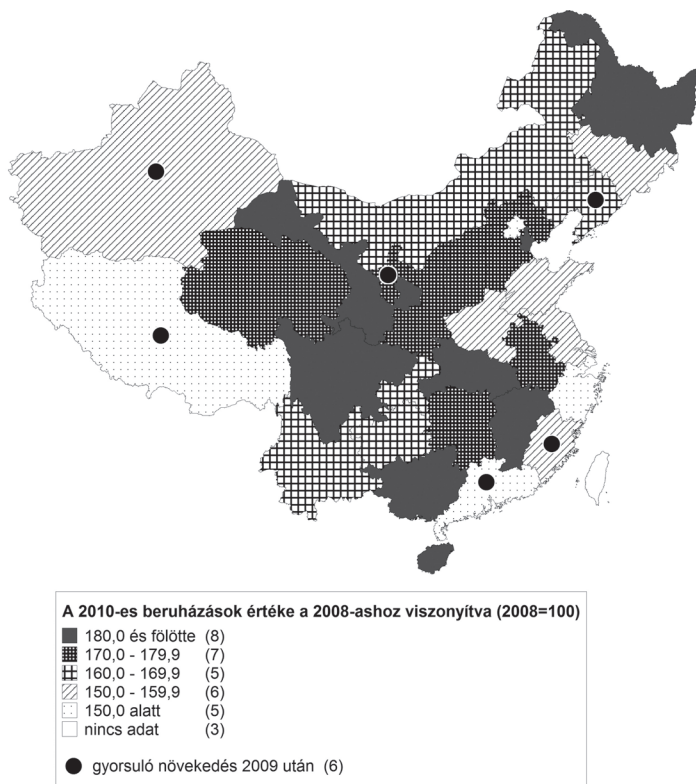 A 2010-es beruházások értéke a 2008-ashoz viszonyítva (2008=100)
180,0 és fölötte (8)
170,0 - 179,9 (7)
160,0 - 169,9 (5)
150,0 - 159,9 (6)
150,0 alatt (5)
nincs adat (3)
gyorsuló növekedés 2009 után (6)